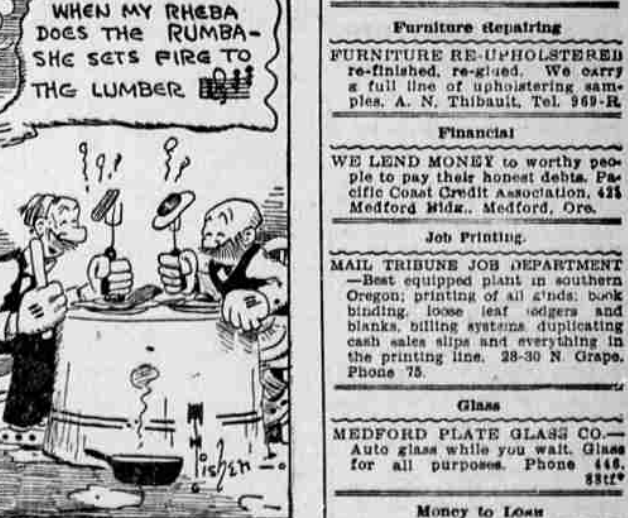 WHEN MY RHEBA
DOES THE RUMBA-
SHE SETS FIRE TO
THE LUMBER
?
!
?
?
!
H
Fisher
Furniture Repairing
FURNITURE RE-UPHOLSTERED
re-finished, re-glued. We carry
a full line of upholstering sam-
ples. A. N. Thibault, Tel. 969-R
Financial
WE LEND MONEY to worthy peo-
ple to pay their honest debts. Pa-
cific Coast Credit Association, 428
Medford Bldg., Medford, Ore.
Job Printing.
MAIL TRIBUNE JOB DEPARTMENT
—Best equipped plant in southern
Oregon; printing of all kinds; book
binding, loose leaf lodgers and
blanks, billing systems duplicating
cash sales slips and everything in
the printing line. 28-30 N Grape.
Phone 75.
Glass
MEDFORD PLATE GLASS CO.—
Auto glass while you wait. Glass
for all purposes. Phone 446.
88tf*
Money to Loan